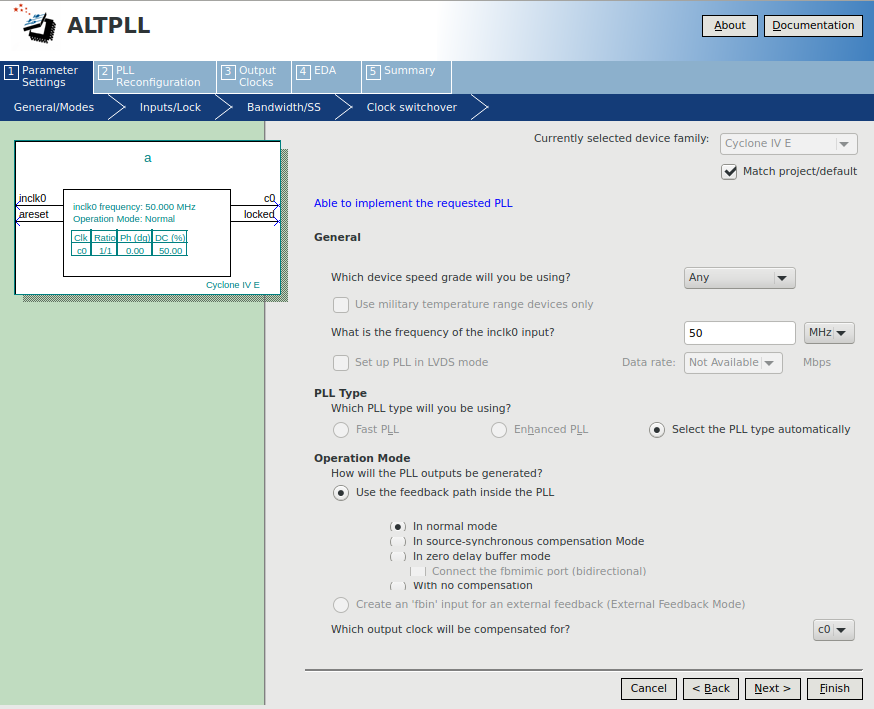 ALTPLL
About
Documentation
1 Parameter Settings
2 PLL Reconfiguration
3 Output Clocks
4 EDA
5 Summary
General/Modes
Inputs/Lock
Bandwidth/SS
Clock switchover
a
inclk0
areset
inclk0 frequency: 50.000 MHz
Operation Mode: Normal
Clk Ratio Ph (dg) DC (%)
c0 1/1 0.00 50.00
c0
locked
Cyclone IV E
Currently selected device family:
Cyclone IV E
Match project/default
Able to implement the requested PLL
General
Which device speed grade will you be using?
Any
Use military temperature range devices only
What is the frequency of the inclk0 input?
50
MHz
Set up PLL in LVDS mode
Data rate:
Not Available
Mbps
PLL Type
Which PLL type will you be using?
Fast PLL
Enhanced PLL
Select the PLL type automatically
Operation Mode
How will the PLL outputs be generated?
Use the feedback path inside the PLL
In normal mode
In source-synchronous compensation Mode
In zero delay buffer mode
Connect the fbmimic port (bidirectional)
With no compensation
Create an 'fbin' input for an external feedback (External Feedback Mode)
Which output clock will be compensated for?
c0
Cancel
< Back
Next >
Finish